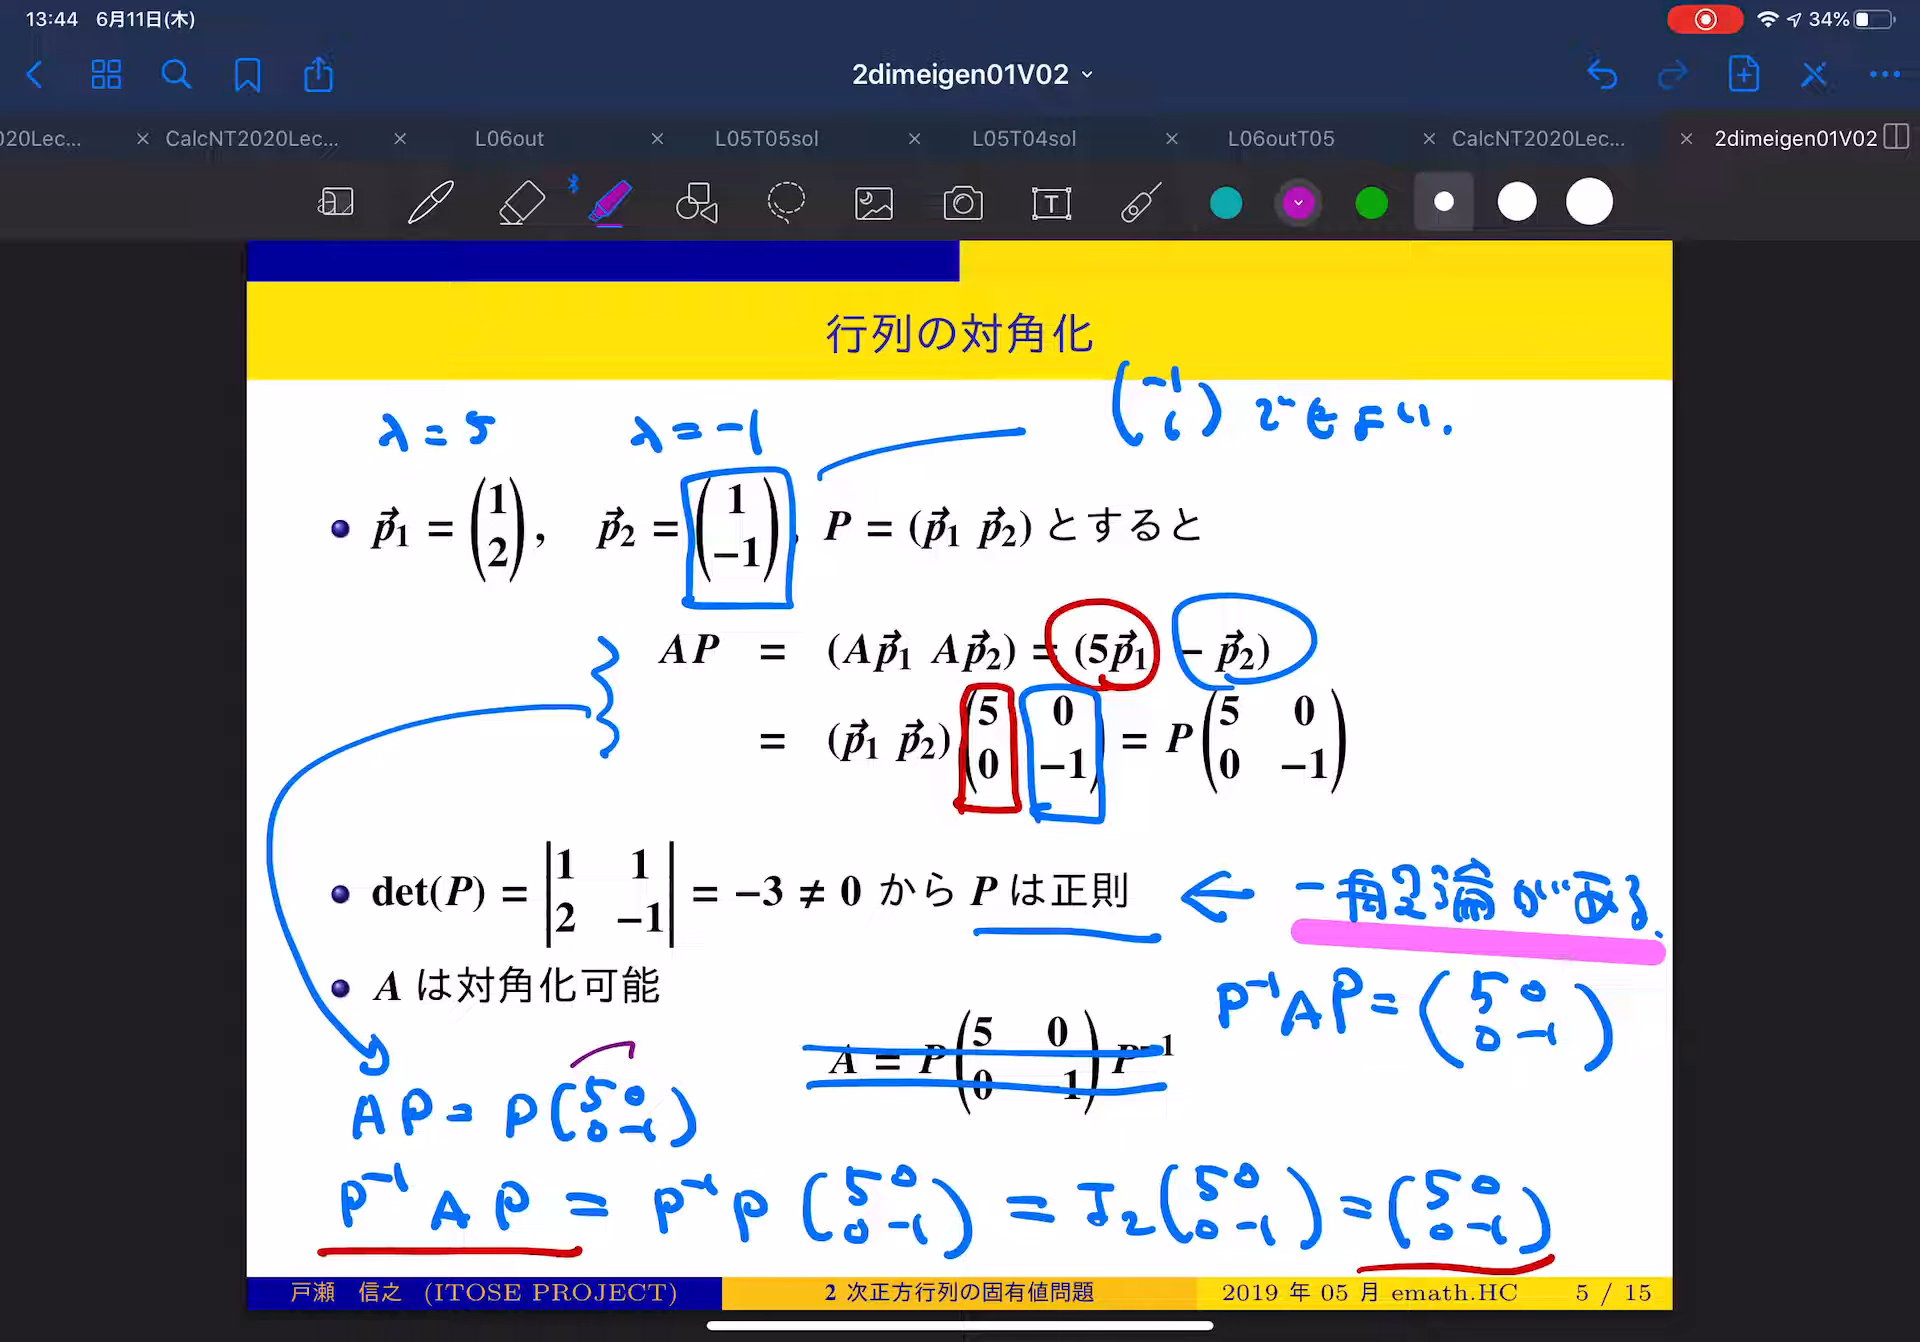 13:44 6月11日(木) 34%
2dimeigen01V02
020Lec... × CalcNT2020Lec... × L06out × L05T05sol × L05T04sol × L06outT05 × CalcNT2020Lec... × 2dimeigen01V02
行列の対角化
(-1 1) でもよい.
λ = 5 λ = -1
p⃗1 = (1 2), p⃗2 = (1 −1), P = (p⃗1 p⃗2) とすると
AP = (Ap⃗1 Ap⃗2) = (5p⃗1 − p⃗2)
= (p⃗1 p⃗2) (5 0 0 −1) = P (5 0 0 −1)
det(P) = |1 1 2 −1| = −3 ≠ 0 から P は正則 ← 一般論がある.
A は対角化可能
P⁻¹AP = (5 0 0 -1)
A = P (5 0 0 −1) P⁻¹
AP = P (5 0 0 -1)
P⁻¹AP = P⁻¹P (5 0 0 -1) = I₂ (5 0 0 -1) = (5 0 0 -1)
戸瀬 信之 (ITOSE PROJECT) 2 次正方行列の固有値問題 2019 年 05 月 emath.HC 5 / 15